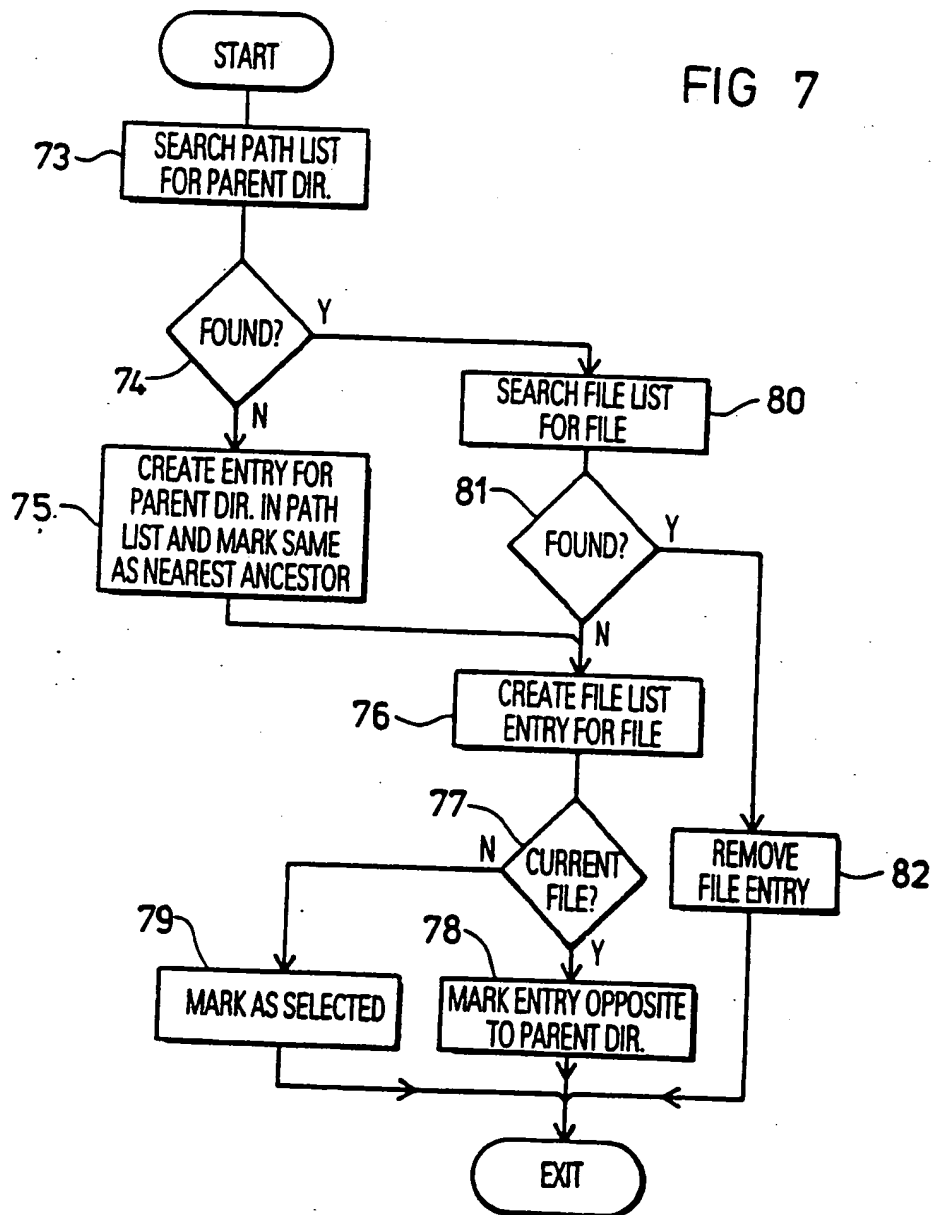 START
FIG 7
73
SEARCH PATH LIST
FOR PARENT DIR.
FOUND?
Y
74
N
SEARCH FILE LIST
FOR FILE
80
75
CREATE ENTRY FOR
PARENT DIR. IN PATH
LIST AND MARK SAME
AS NEAREST ANCESTOR
81
FOUND?
Y
N
76
CREATE FILE LIST
ENTRY FOR FILE
77
N
CURRENT
FILE?
Y
REMOVE
FILE ENTRY
82
79
MARK AS SELECTED
78
MARK ENTRY OPPOSITE
TO PARENT DIR.
EXIT